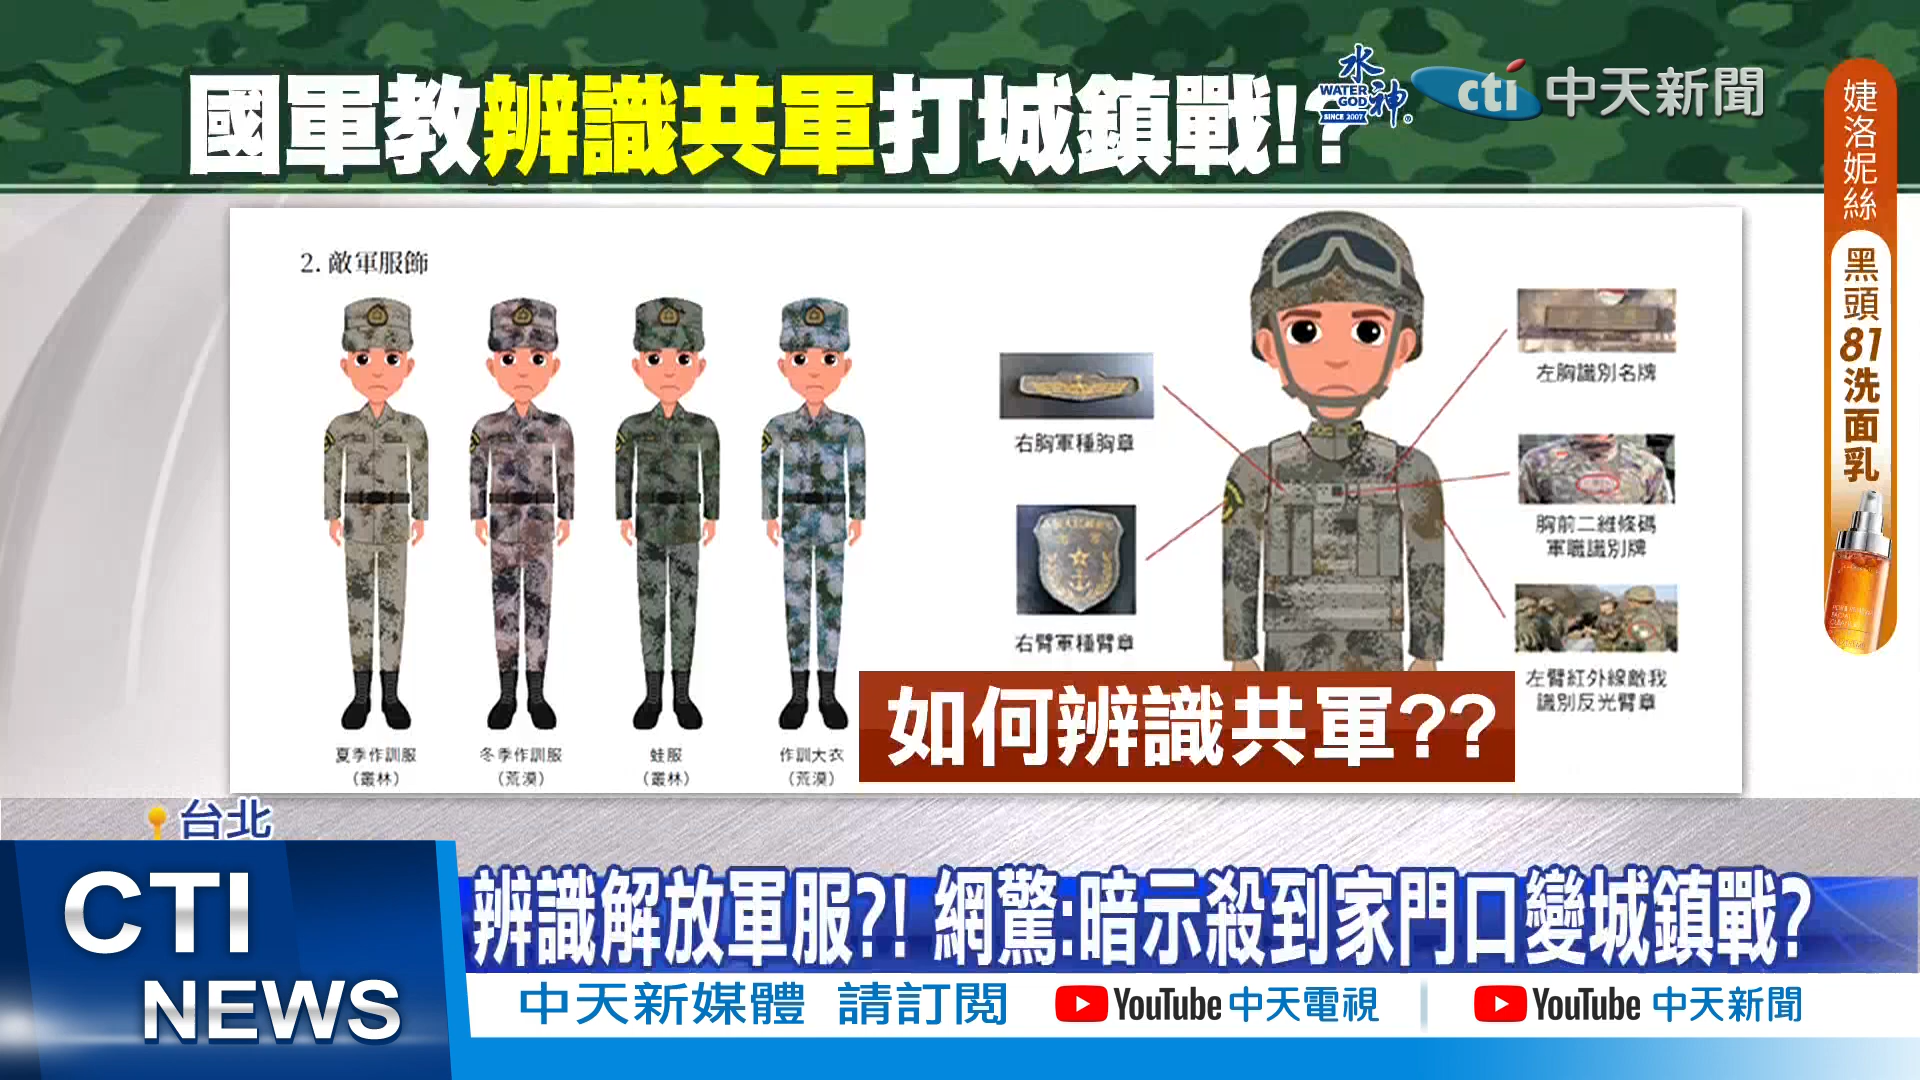 國軍教辨識共軍打城鎮戰!?
水神
WATER GOD
SINCE 2007
cti 中天新聞
婕洛妮絲
黑頭81洗面乳
2. 敵軍服飾
夏季作訓服
(叢林)
冬季作訓服
(荒漠)
蛙服
(叢林)
作訓大衣
(荒漠)
右胸軍種胸章
右臂軍種臂章
左胸識別名牌
胸前二維條碼
軍職識別牌
左臂紅外線敵我
識別反光臂章
如何辨識共軍??
台北
CTI
NEWS
辨識解放軍服?! 網驚:暗示殺到家門口變城鎮戰?
中天新媒體 請訂閱 YouTube 中天電視 | YouTube 中天新聞